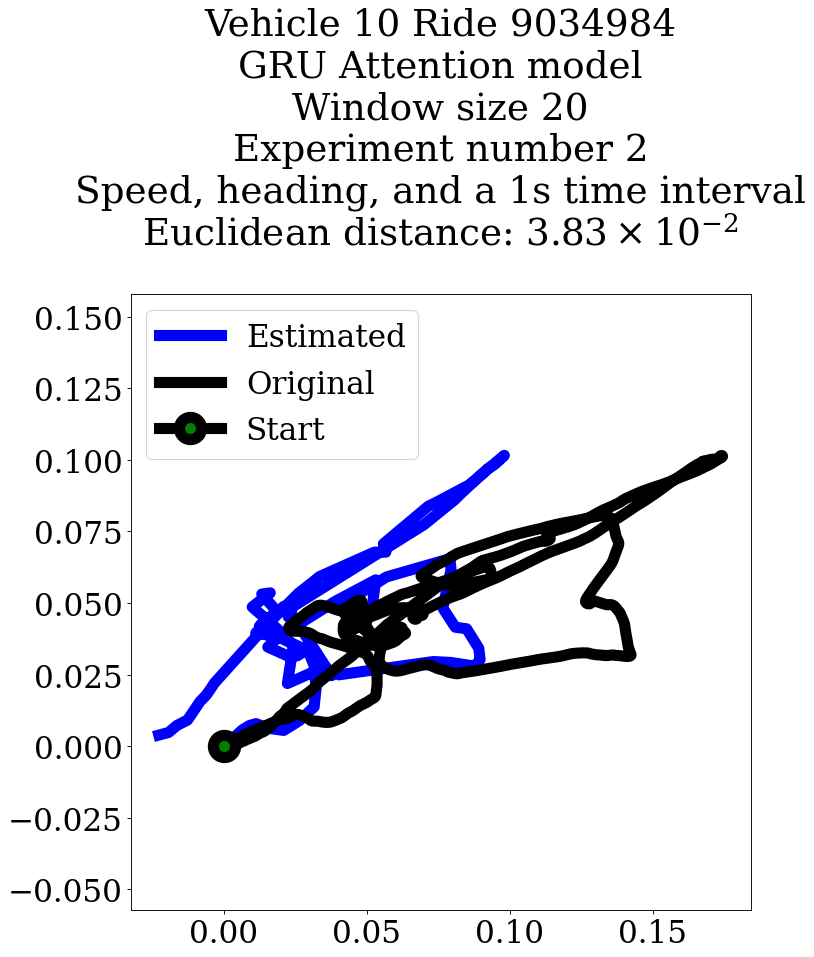 Vehicle 10 Ride 9034984
GRU Attention model
Window size 20
Experiment number 2
Speed, heading, and a 1s time interval
Euclidean distance: 3.83 × 10⁻²
Estimated
Original
Start
0.150
0.125
0.100
0.075
0.050
0.025
0.000
−0.025
−0.050
0.00 0.05 0.10 0.15